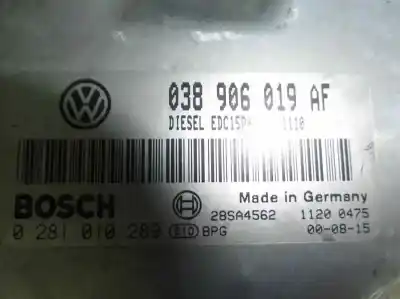 038 906 019 AF
DIESEL 1110
BOSCH
Made in Germany
28SA4562 1120 0475
0 281 010 289 E10 BPG 00-08-15